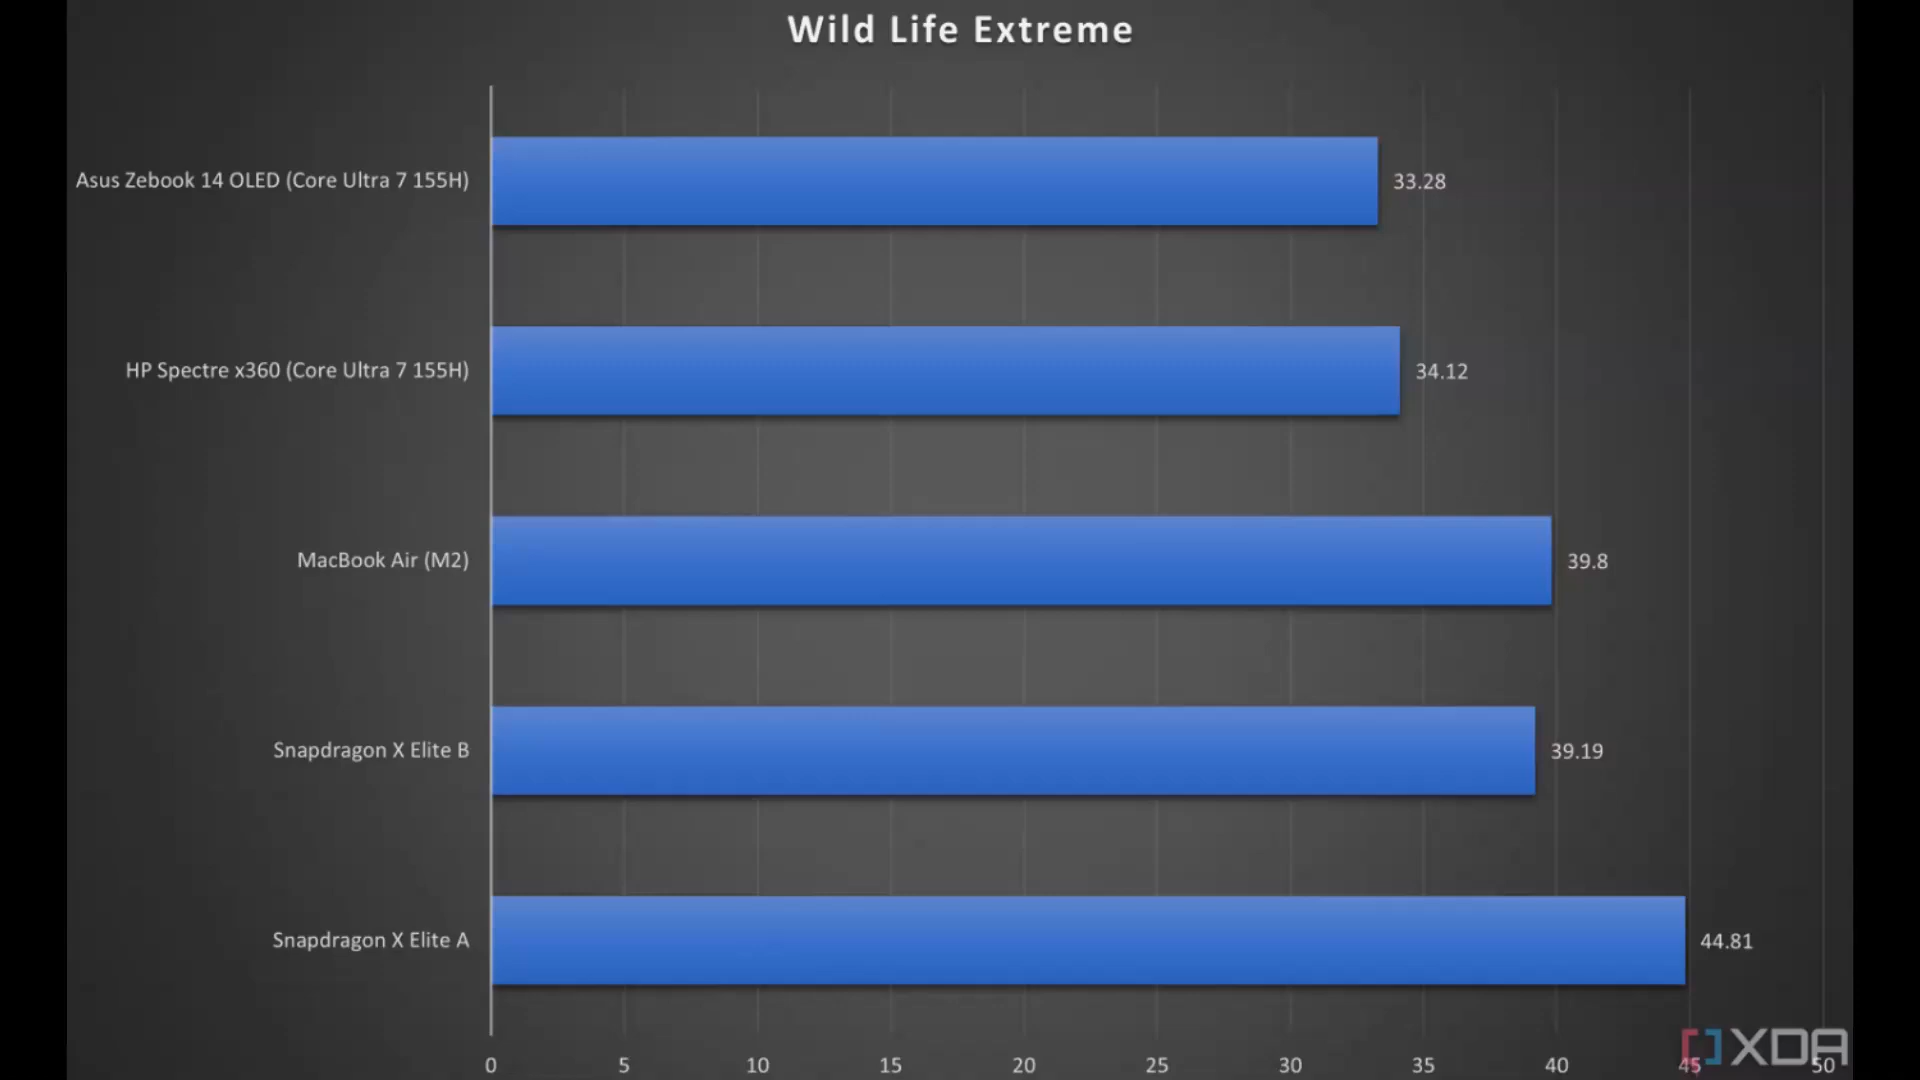 Wild Life Extreme
Asus Zebook 14 OLED (Core Ultra 7 155H)
33.28
HP Spectre x360 (Core Ultra 7 155H)
34.12
MacBook Air (M2)
39.8
Snapdragon X Elite B
39.19
Snapdragon X Elite A
44.81
0 5 10 15 20 25 30 35 40 45 50
XDA